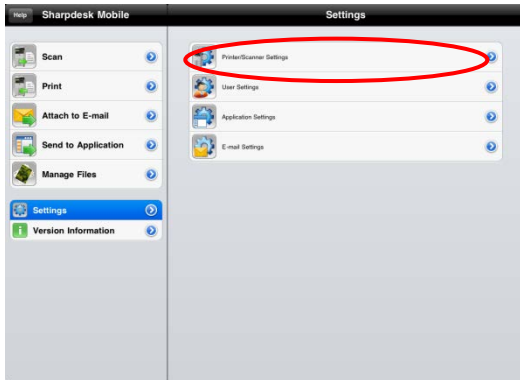 Help
Sharpdesk Mobile
Settings
Scan
Print
Attach to E-mail
Send to Application
Manage Files
Settings
Version Information
Printer/Scanner Settings
User Settings
Application Settings
E-mail Settings